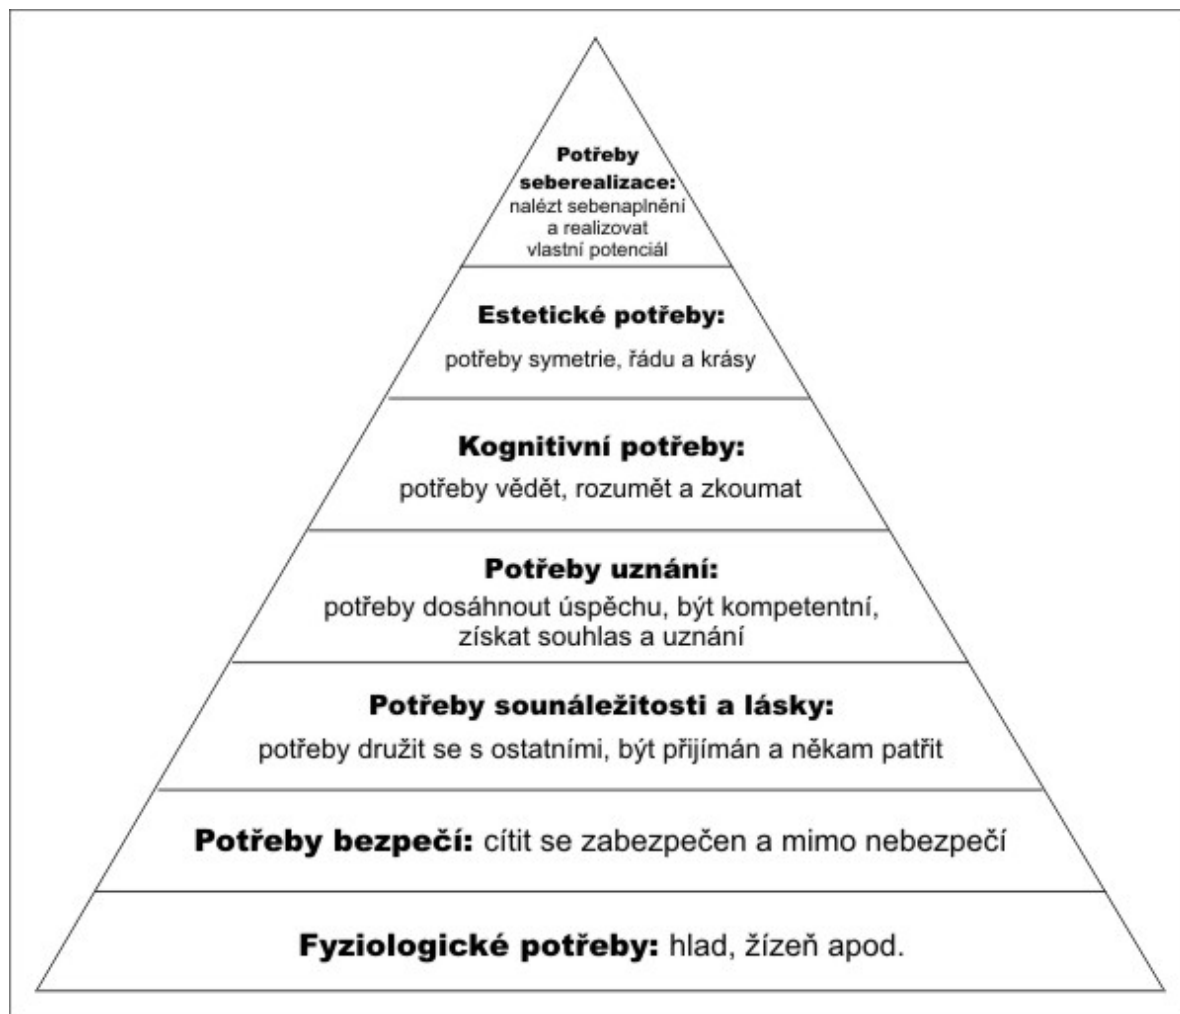 Potřeby
seberealizace:
nalézt sebenaplnění
a realizovat
vlastní potenciál
Estetické potřeby:
potřeby symetrie, řádu a krásy
Kognitivní potřeby:
potřeby vědět, rozumět a zkoumat
Potřeby uznání:
potřeby dosáhnout úspěchu, být kompetentní,
získat souhlas a uznání
Potřeby sounáležitosti a lásky:
potřeby družit se s ostatními, být přijímán a někam patřit
Potřeby bezpečí: cítit se zabezpečen a mimo nebezpečí
Fyziologické potřeby: hlad, žízeň apod.